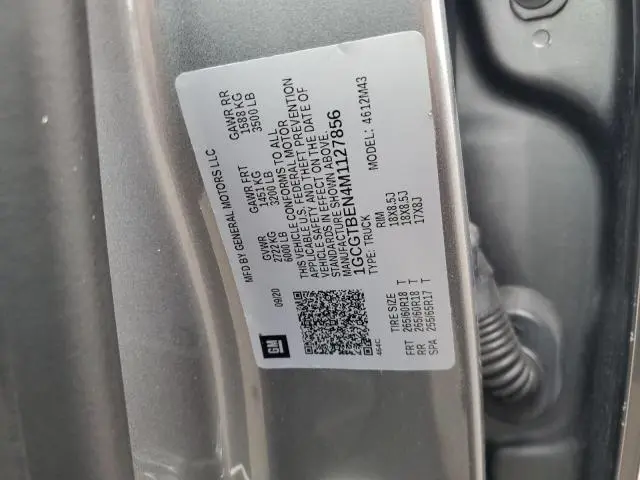 MFD BY GENERAL MOTORS LLC
09/20
GVWR
2722 KG
6000 LB
GAWR FRT
1451 KG
3200 LB
GAWR RR
1588 KG
3500 LB
THIS VEHICLE CONFORMS TO ALL
APPLICABLE U.S. FEDERAL MOTOR
VEHICLE SAFETY AND THEFT PREVENTION
STANDARDS IN EFFECT ON THE DATE OF
MANUFACTURE SHOWN ABOVE.
1GCGTBEN4M1127856
TYPE: TRUCK
MODEL: 4612M43
GM
464C
TIRE SIZE RIM
FRT 265/60R18 T 18X8.5J
RR 265/60R18 T 18X8.5J
SPA 255/65R17 T 17X8J